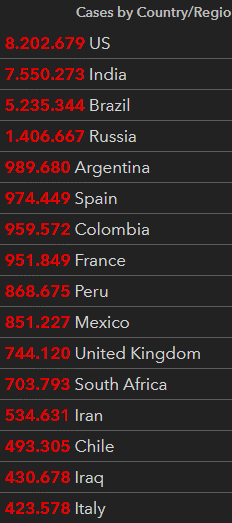 Cases by Country/Regio
8.202.679 US
7.550.273 India
5.235.344 Brazil
1.406.667 Russia
989.680 Argentina
974.449 Spain
959.572 Colombia
951.849 France
868.675 Peru
851.227 Mexico
744.120 United Kingdom
703.793 South Africa
534.631 Iran
493.305 Chile
430.678 Iraq
423.578 Italy